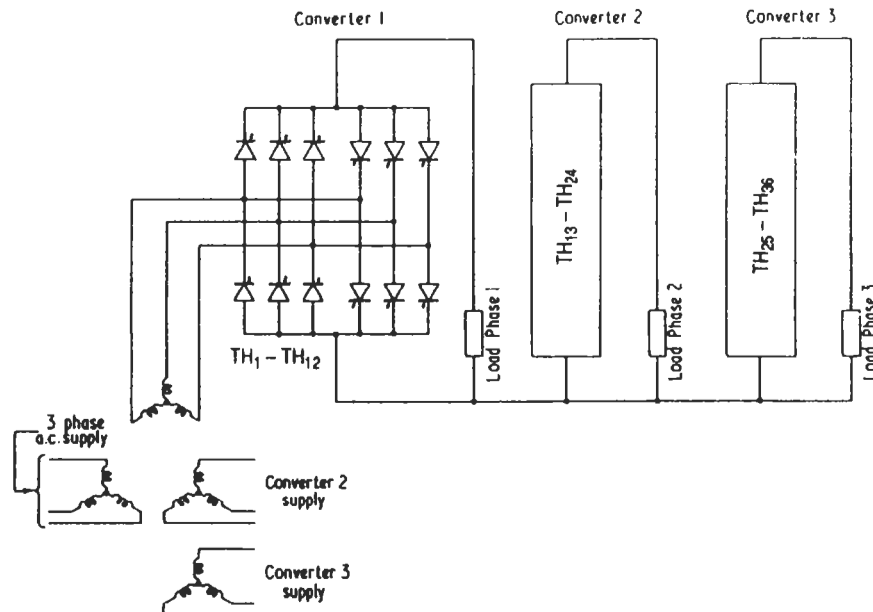 Converter 1
Converter 2
Converter 3
TH13 – TH24
TH25 – TH36
Load Phase 1
Load Phase 2
Load Phase 3
TH1 – TH12
3 phase
a.c. supply
Converter 2
supply
Converter 3
supply